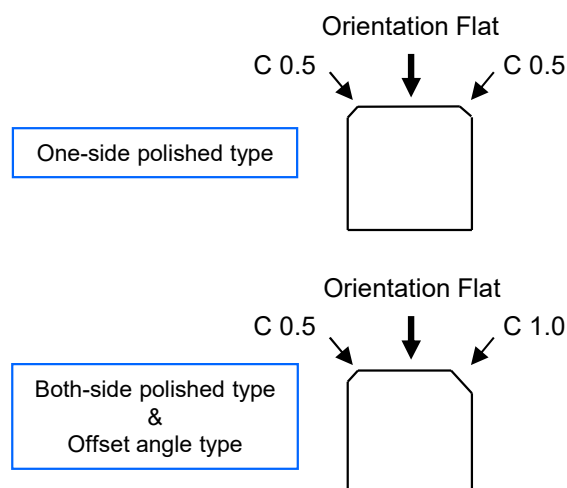 Orientation Flat
C 0.5
C 0.5
One-side polished type
Orientation Flat
C 0.5
C 1.0
Both-side polished type
&
Offset angle type